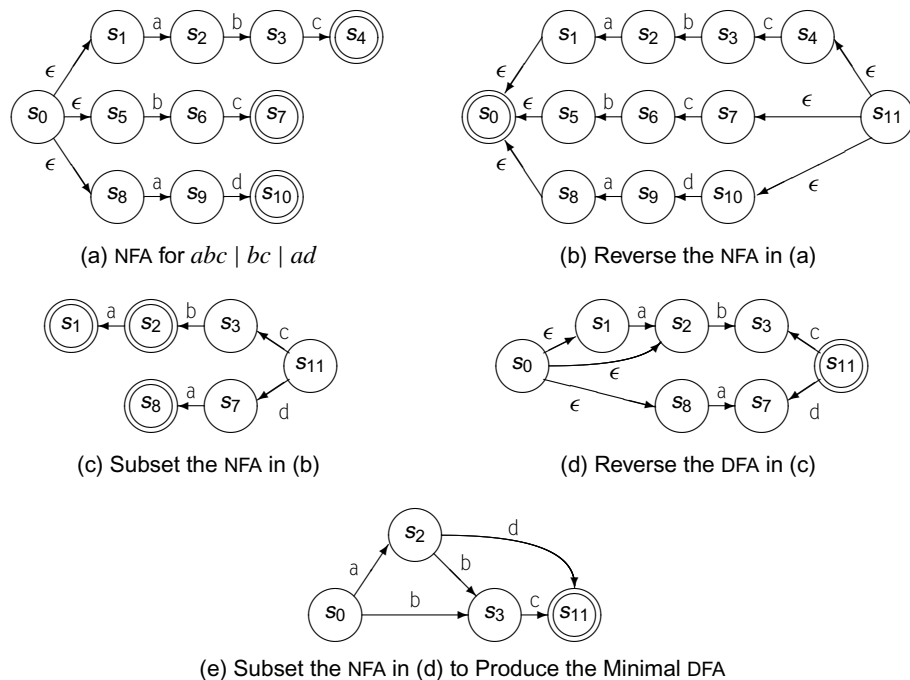 s1 a s2 b s3 c s4
ϵ
s0 ϵ s5 b s6 c s7
ϵ
s8 a s9 d s10
(a) NFA for abc | bc | ad
s1 a s2 b s3 c s4
ϵ ϵ
s0 ϵ s5 b s6 c s7 ϵ s11
ϵ ϵ
s8 a s9 d s10
(b) Reverse the NFA in (a)
s1 a s2 b s3
c
s11
s8 a s7 d
(c) Subset the NFA in (b)
s1 a s2 b s3
ϵ c
s0 ϵ s11
ϵ s8 a s7 d
(d) Reverse the DFA in (c)
s2 d
a b
s0 b s3 c s11
(e) Subset the NFA in (d) to Produce the Minimal DFA